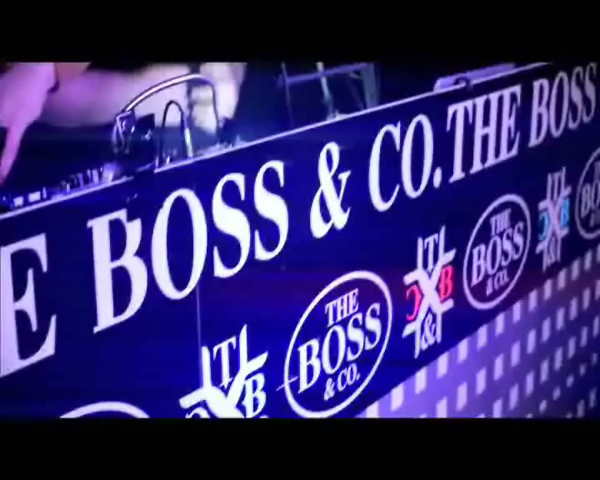 E BOSS & CO. THE BOSS
T B &
THE BOSS & CO.
T C B &
THE BOSS & CO.
T C B &